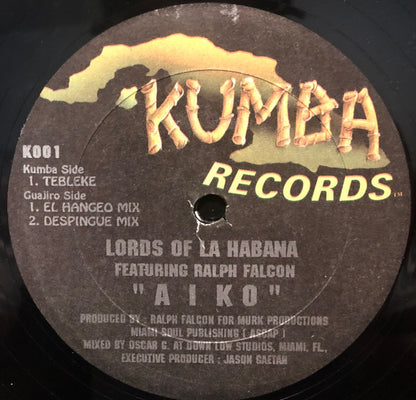 KUMBA
RECORDS TM
K001
Kumba Side
1. TEBLEKE
Guajiro Side
1. EL HANGEO MIX
2. DESPINGUE MIX
LORDS OF LA HABANA
FEATURING RALPH FALCON
"AIKO"
PRODUCED BY : RALPH FALCON FOR MURK PRODUCTIONS
MIAMI SOUL PUBLISHING ( ASCAP )
MIXED BY OSCAR G. AT DOWN LOW STUDIOS, MIAMI, FL.,
EXECUTIVE PRODUCER : JASON GAETAN